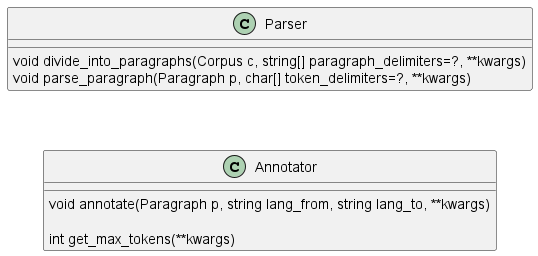 C Parser
void divide_into_paragraphs(Corpus c, string[] paragraph_delimiters=?, **kwargs)
void parse_paragraph(Paragraph p, char[] token_delimiters=?, **kwargs)
C Annotator
void annotate(Paragraph p, string lang_from, string lang_to, **kwargs)
int get_max_tokens(**kwargs)